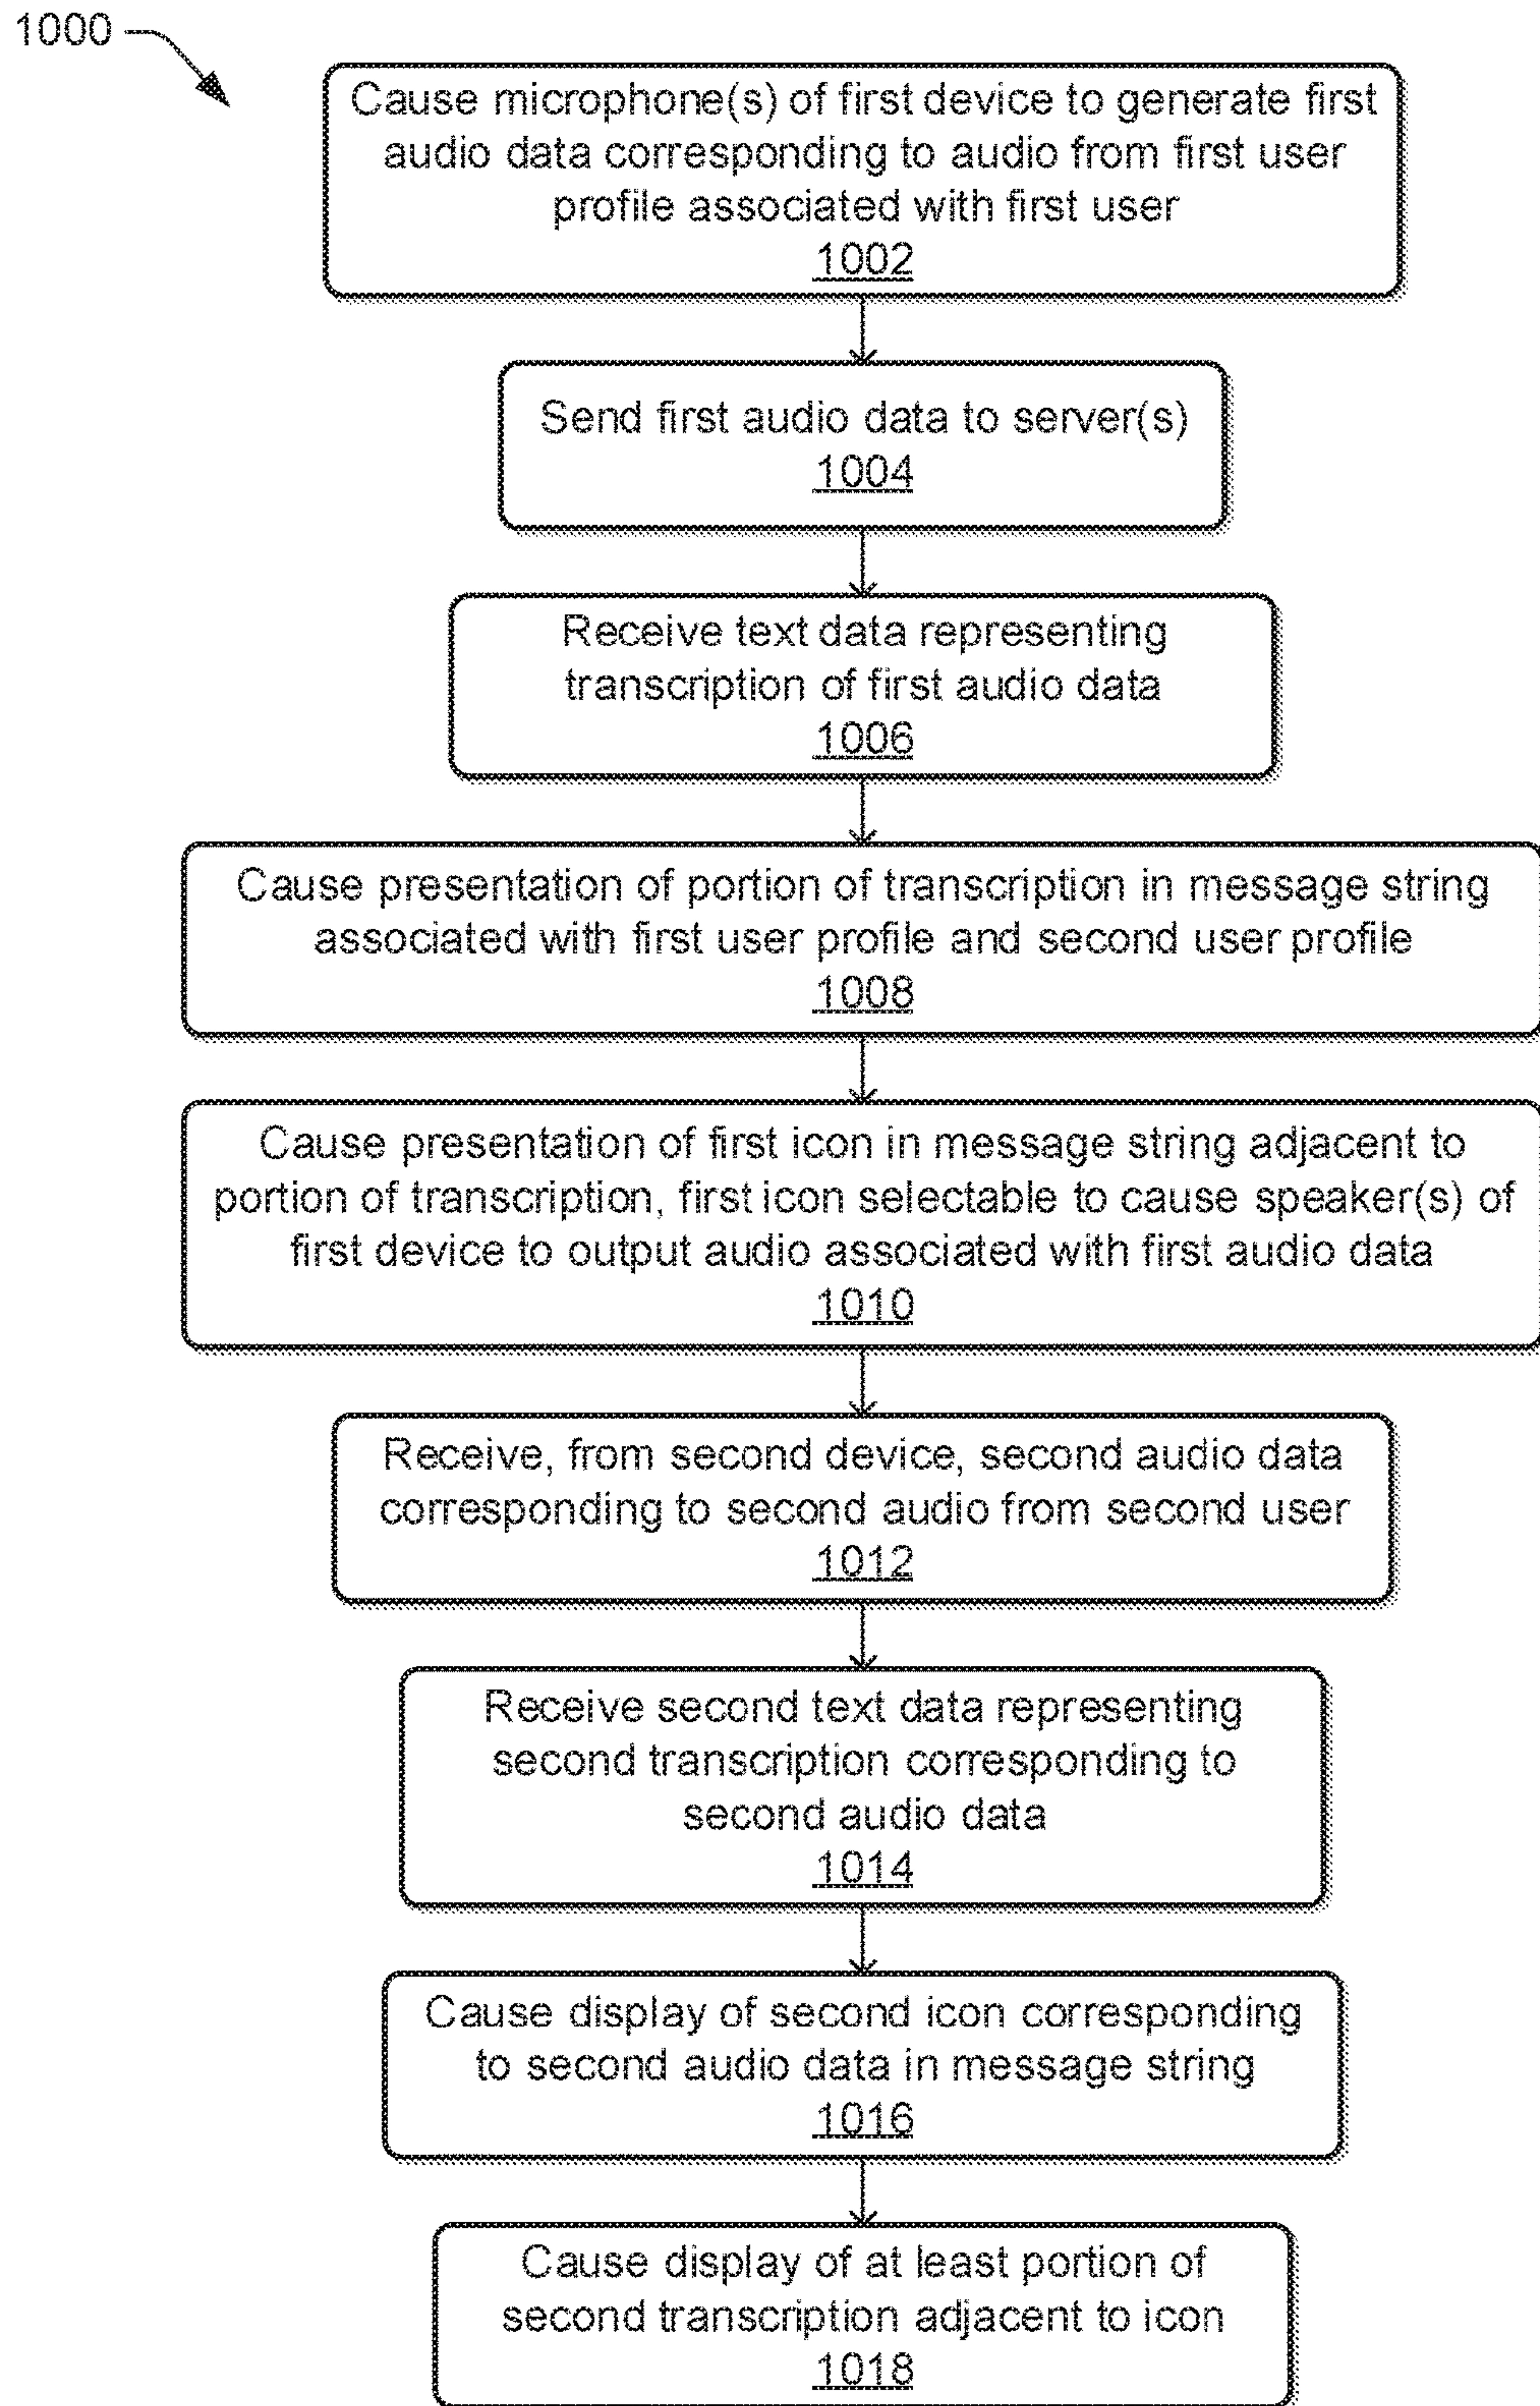 1000
Cause microphone(s) of first device to generate first
audio data corresponding to audio from first user
profile associated with first user
1002
Send first audio data to server(s)
1004
Receive text data representing
transcription of first audio data
1006
Cause presentation of portion of transcription in message string
associated with first user profile and second user profile
1008
Cause presentation of first icon in message string adjacent to
portion of transcription, first icon selectable to cause speaker(s) of
first device to output audio associated with first audio data
1010
Receive, from second device, second audio data
corresponding to second audio from second user
1012
Receive second text data representing
second transcription corresponding to
second audio data
1014
Cause display of second icon corresponding
to second audio data in message string
1016
Cause display of at least portion of
second transcription adjacent to icon
1018